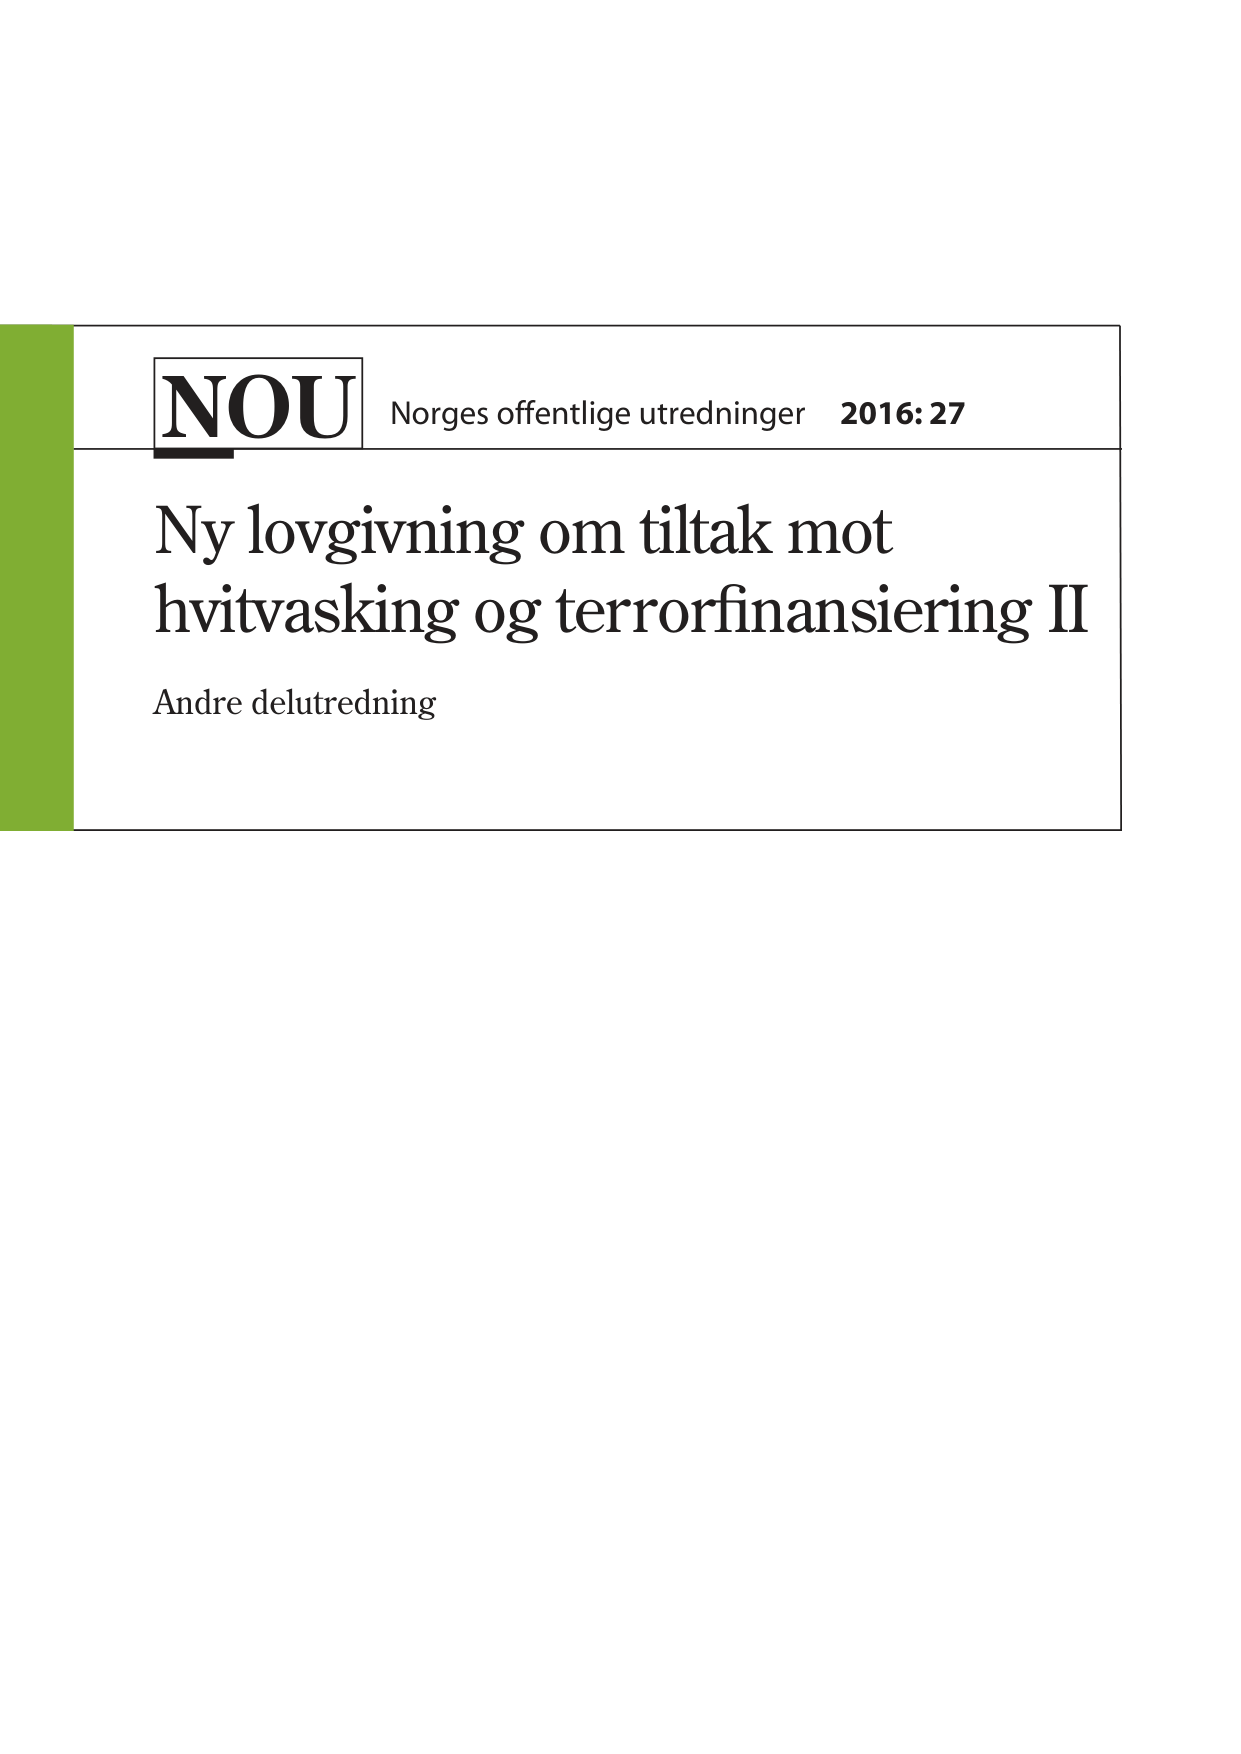 NOU Norges offentlige utredninger 2016: 27
Ny lovgivning om tiltak mot
hvitvasking og terrorfinansiering II
Andre delutredning